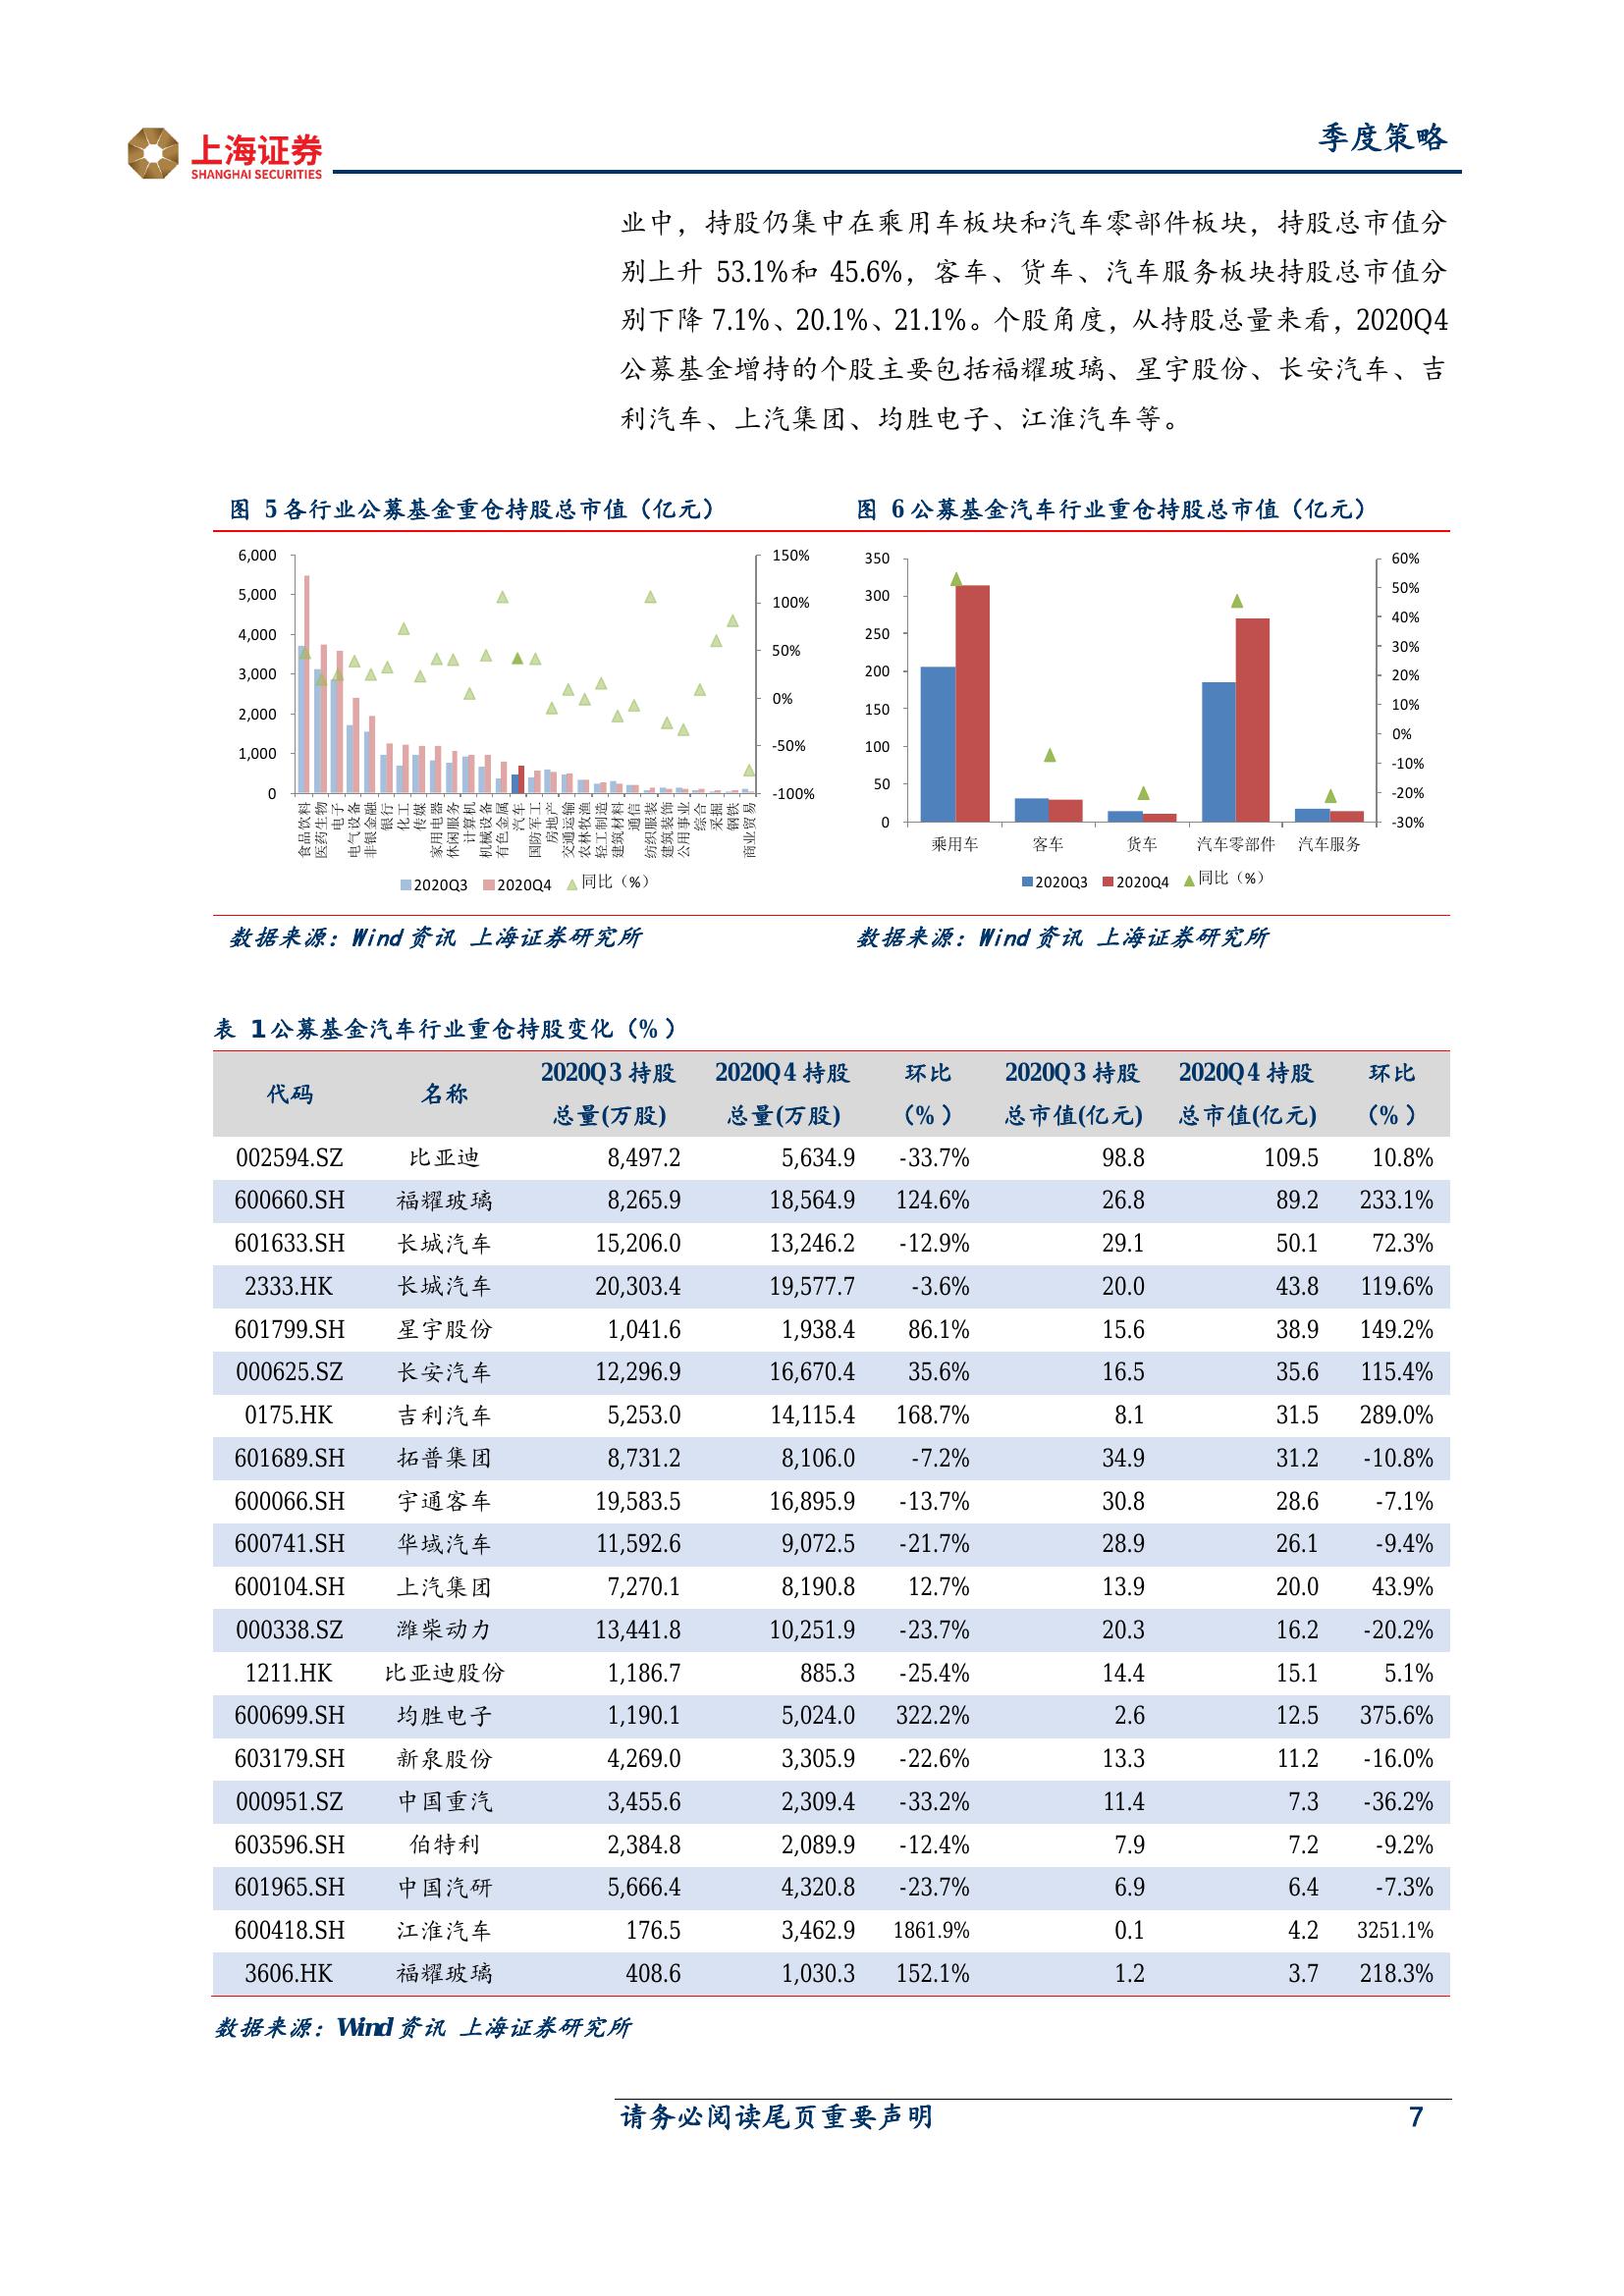 上海证券
SHANGHAI SECURITIES
季度策略
业中，持股仍集中在乘用车板块和汽车零部件板块，持股总市值分
别上升 53.1%和 45.6%，客车、货车、汽车服务板块持股总市值分
别下降 7.1%、20.1%、21.1%。个股角度，从持股总量来看，2020Q4
公募基金增持的个股主要包括福耀玻璃、星宇股份、长安汽车、吉
利汽车、上汽集团、均胜电子、江淮汽车等。
图 5 各行业公募基金重仓持股总市值（亿元）
6,000
5,000
4,000
3,000
2,000
1,000
0
150%
100%
50%
0%
-50%
-100%
食品饮料
医药生物
电子
电气设备
非银金融
银行
化工
传媒
家用电器
休闲服务
计算机
机械设备
有色金属
汽车
国防军工
房地产
交通运输
农林牧渔
轻工制造
建筑材料
通信
纺织服装
建筑装饰
公用事业
综合
采掘
钢铁
商业贸易
2020Q3 2020Q4 同比（%）
图 6 公募基金汽车行业重仓持股总市值（亿元）
350
300
250
200
150
100
50
0
60%
50%
40%
30%
20%
10%
0%
-10%
-20%
-30%
乘用车 客车 货车 汽车零部件 汽车服务
2020Q3 2020Q4 同比（%）
数据来源：Wind 资讯 上海证券研究所
数据来源：Wind 资讯 上海证券研究所
表 1 公募基金汽车行业重仓持股变化（%）
代码 名称 2020Q3 持股总量(万股) 2020Q4 持股总量(万股) 环比（%） 2020Q3 持股总市值(亿元) 2020Q4 持股总市值(亿元) 环比（%）
002594.SZ 比亚迪 8,497.2 5,634.9 -33.7% 98.8 109.5 10.8%
600660.SH 福耀玻璃 8,265.9 18,564.9 124.6% 26.8 89.2 233.1%
601633.SH 长城汽车 15,206.0 13,246.2 -12.9% 29.1 50.1 72.3%
2333.HK 长城汽车 20,303.4 19,577.7 -3.6% 20.0 43.8 119.6%
601799.SH 星宇股份 1,041.6 1,938.4 86.1% 15.6 38.9 149.2%
000625.SZ 长安汽车 12,296.9 16,670.4 35.6% 16.5 35.6 115.4%
0175.HK 吉利汽车 5,253.0 14,115.4 168.7% 8.1 31.5 289.0%
601689.SH 拓普集团 8,731.2 8,106.0 -7.2% 34.9 31.2 -10.8%
600066.SH 宇通客车 19,583.5 16,895.9 -13.7% 30.8 28.6 -7.1%
600741.SH 华域汽车 11,592.6 9,072.5 -21.7% 28.9 26.1 -9.4%
600104.SH 上汽集团 7,270.1 8,190.8 12.7% 13.9 20.0 43.9%
000338.SZ 潍柴动力 13,441.8 10,251.9 -23.7% 20.3 16.2 -20.2%
1211.HK 比亚迪股份 1,186.7 885.3 -25.4% 14.4 15.1 5.1%
600699.SH 均胜电子 1,190.1 5,024.0 322.2% 2.6 12.5 375.6%
603179.SH 新泉股份 4,269.0 3,305.9 -22.6% 13.3 11.2 -16.0%
000951.SZ 中国重汽 3,455.6 2,309.4 -33.2% 11.4 7.3 -36.2%
603596.SH 伯特利 2,384.8 2,089.9 -12.4% 7.9 7.2 -9.2%
601965.SH 中国汽研 5,666.4 4,320.8 -23.7% 6.9 6.4 -7.3%
600418.SH 江淮汽车 176.5 3,462.9 1861.9% 0.1 4.2 3251.1%
3606.HK 福耀玻璃 408.6 1,030.3 152.1% 1.2 3.7 218.3%
数据来源：Wind 资讯 上海证券研究所
请务必阅读尾页重要声明
7